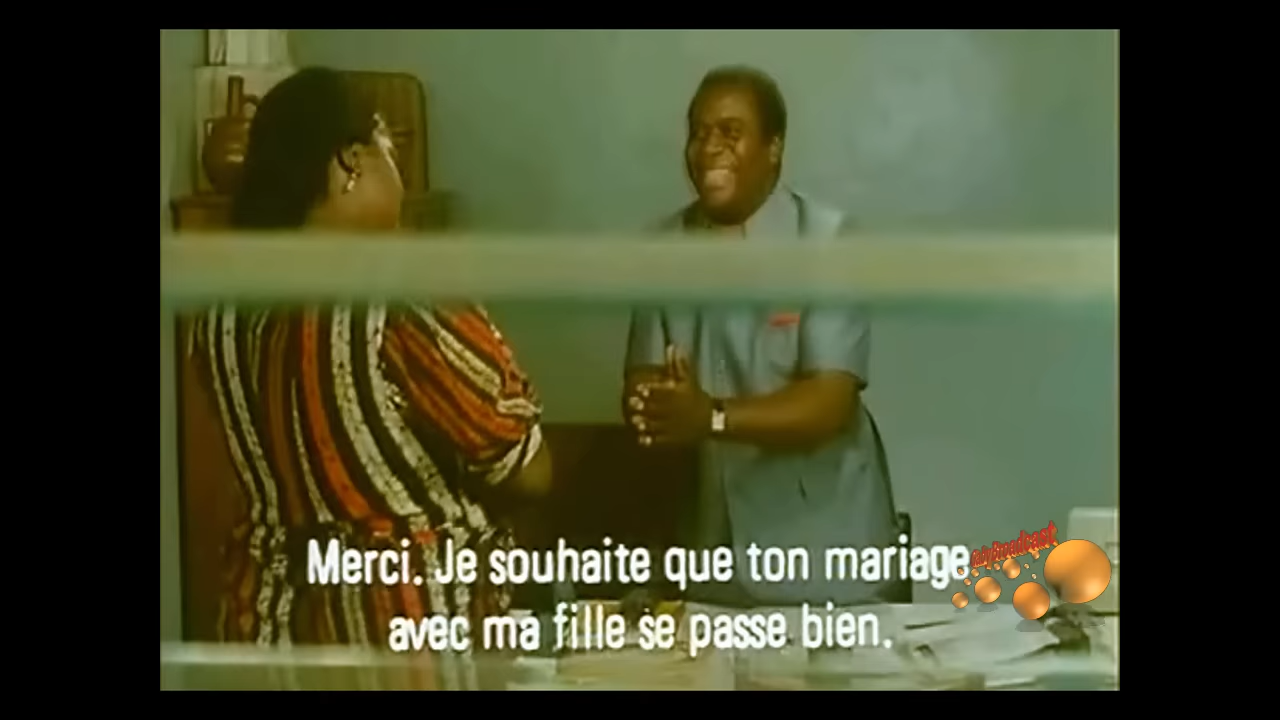 Merci. Je souhaite que ton mariage
avec ma fille se passe bien.